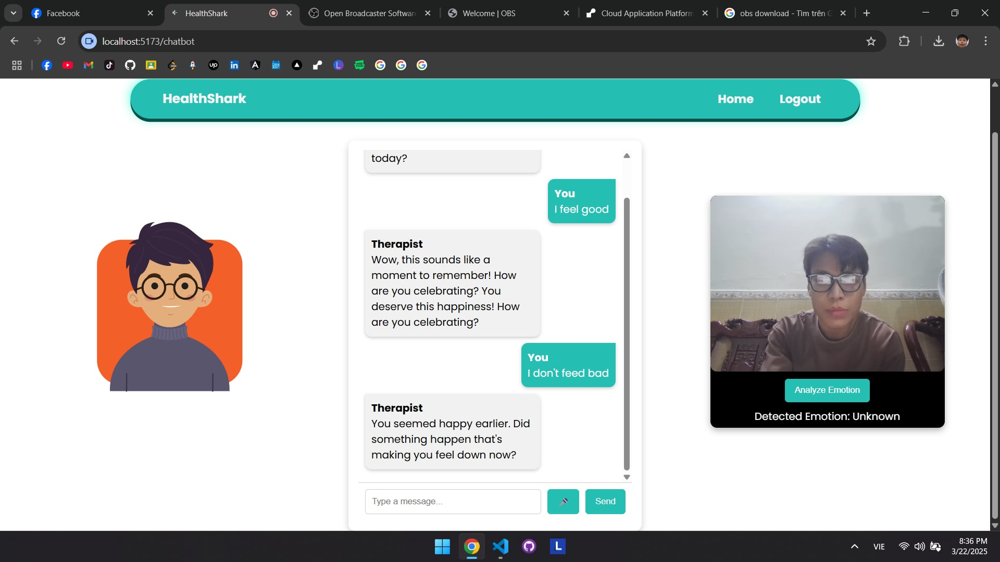 Facebook
HealthShark
Open Broadcaster Software
Welcome | OBS
Cloud Application Platform
obs download - Tìm trên G
localhost:5173/chatbot
HealthShark
Home
Logout
today?
You
I feel good
Therapist
Wow, this sounds like a
moment to remember! How
are you celebrating? You
deserve this happiness! How
are you celebrating?
You
I don't feed bad
Therapist
You seemed happy earlier. Did
something happen that's
making you feel down now?
Type a message...
Send
Analyze Emotion
Detected Emotion: Unknown
VIE
8:36 PM
3/22/2025